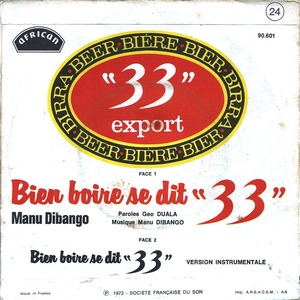 24
AFRICAN
90.601
BIRRA BEER BIERE BIER BIRRA BIER BIERE BEER
"33"
export
FACE 1
Bien boire se dit "33"
Manu Dibango
Paroles Geo DUALA
Musique Manu DIBANGO
FACE 2
Bien boire se dit "33" VERSION INSTRUMENTALE
Made in France
℗ 1972 - SOCIETE FRANÇAISE DU SON
Imp.